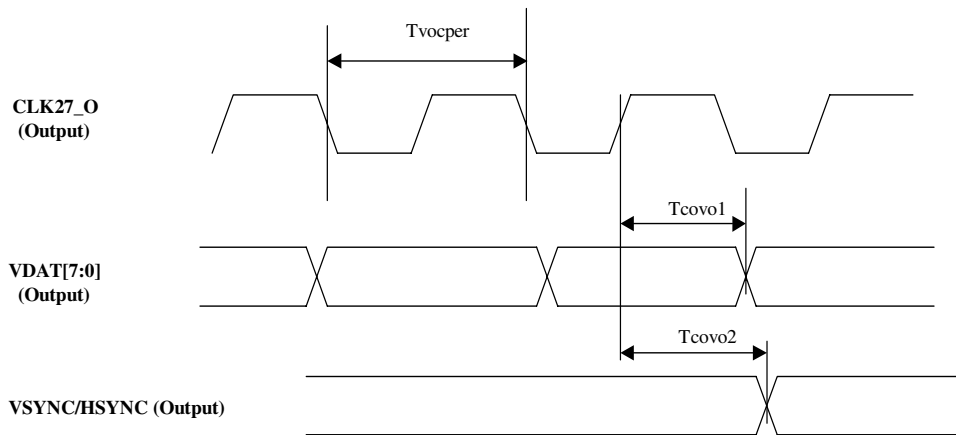 Tvocper
CLK27_O
(Output)
Tcovo1
VDAT[7:0]
(Output)
Tcovo2
VSYNC/HSYNC (Output)